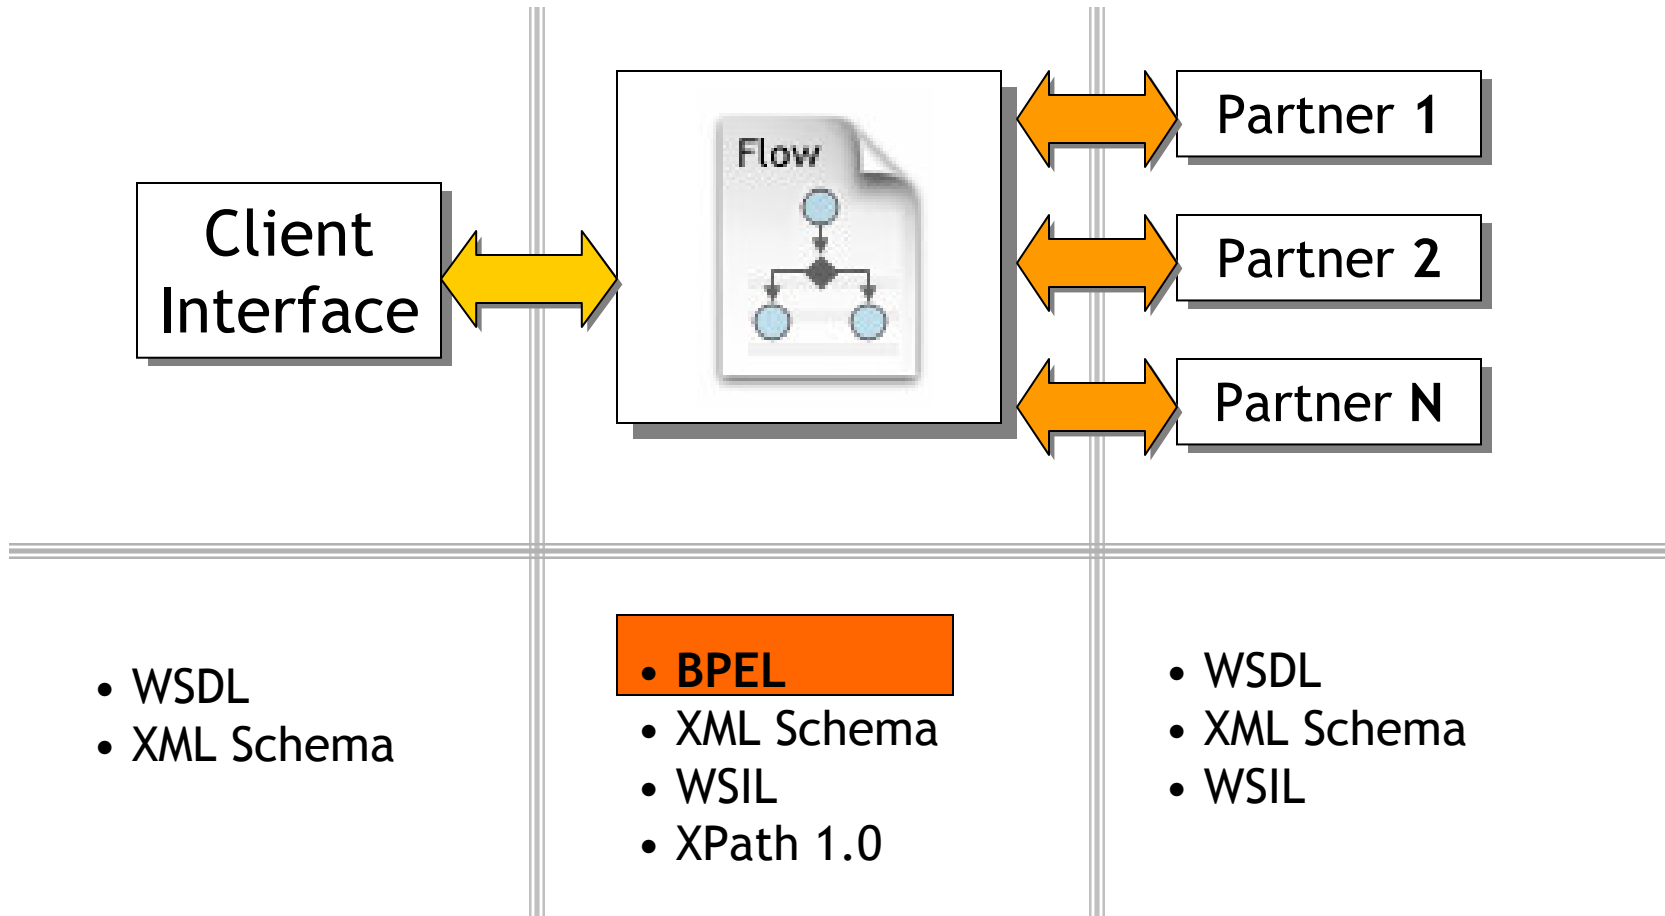 Client
Interface
Flow
Partner 1
Partner 2
Partner N
• WSDL
• XML Schema
• BPEL
• XML Schema
• WSIL
• XPath 1.0
• WSDL
• XML Schema
• WSIL